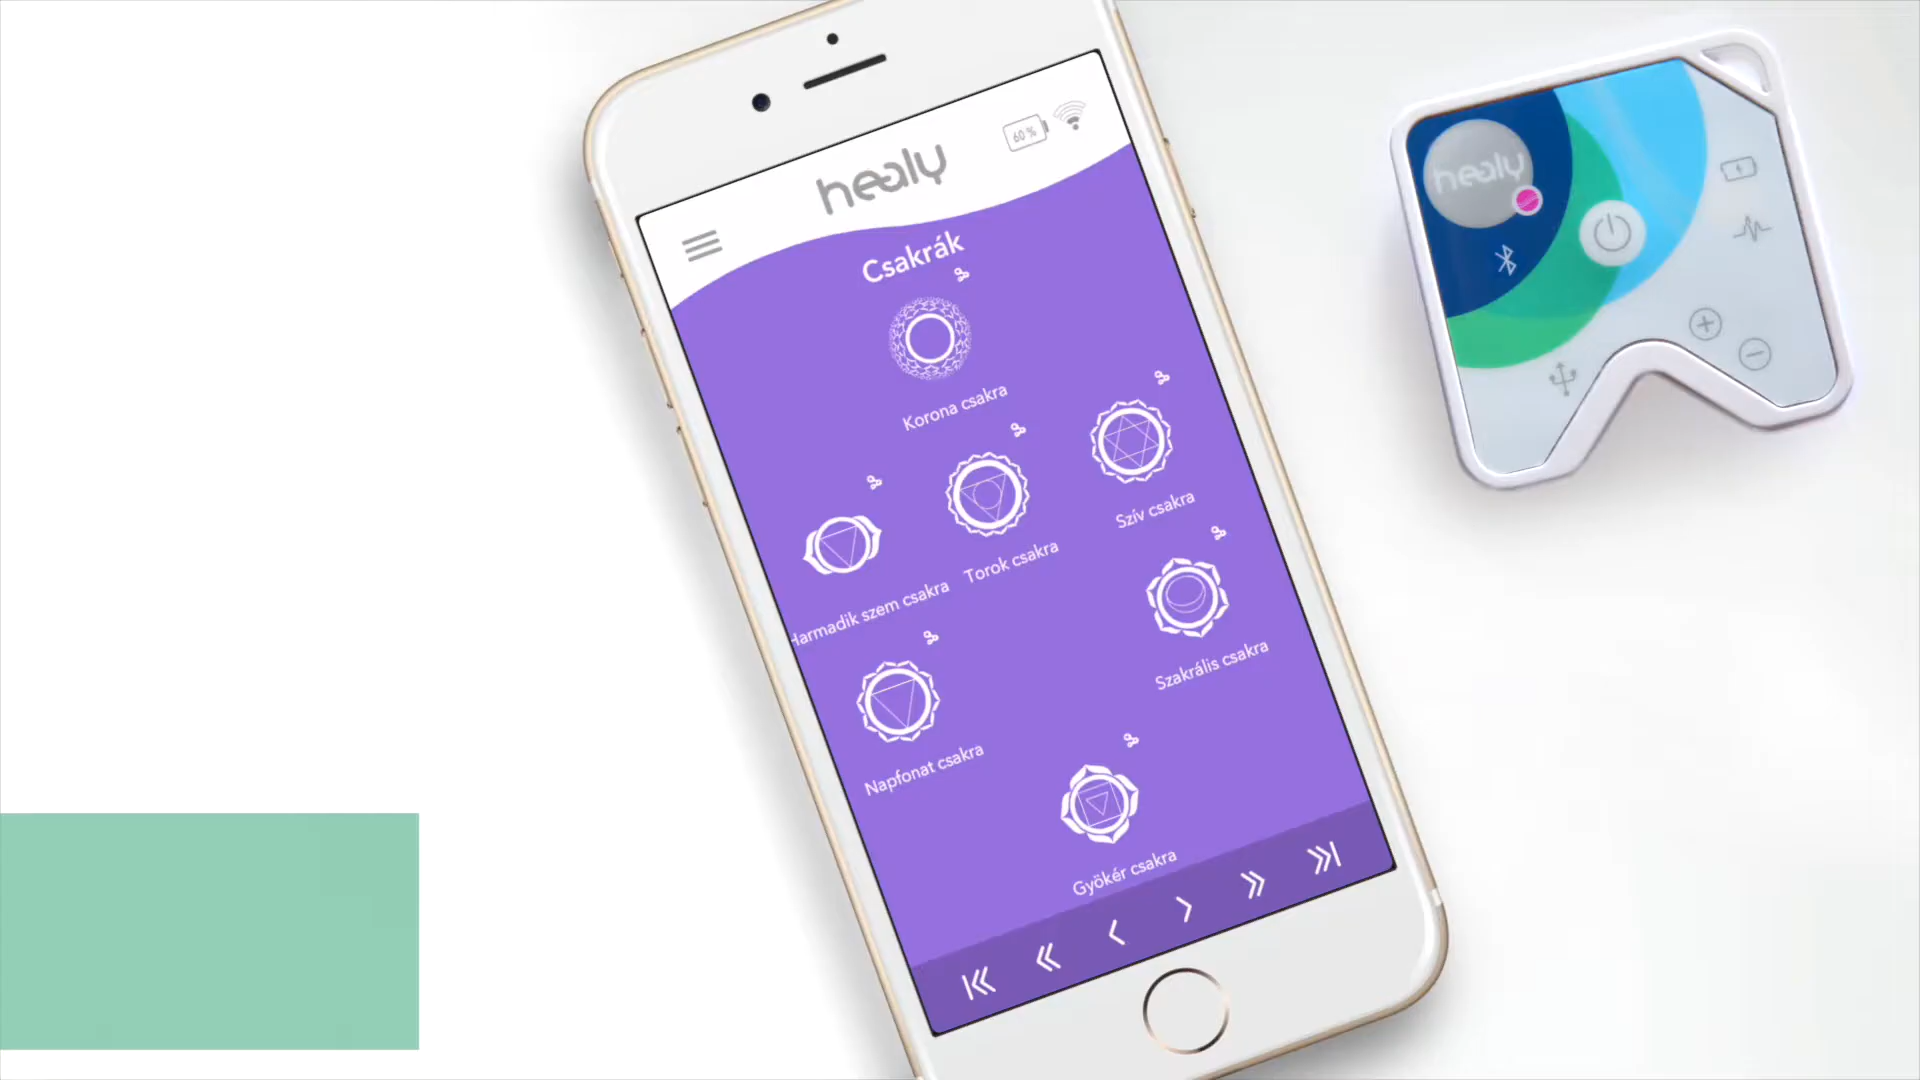 60 %
healy
Csakrák
Korona csakra
Szív csakra
Torok csakra
Harmadik szem csakra
Szakrális csakra
Napfonat csakra
Gyökér csakra
healy